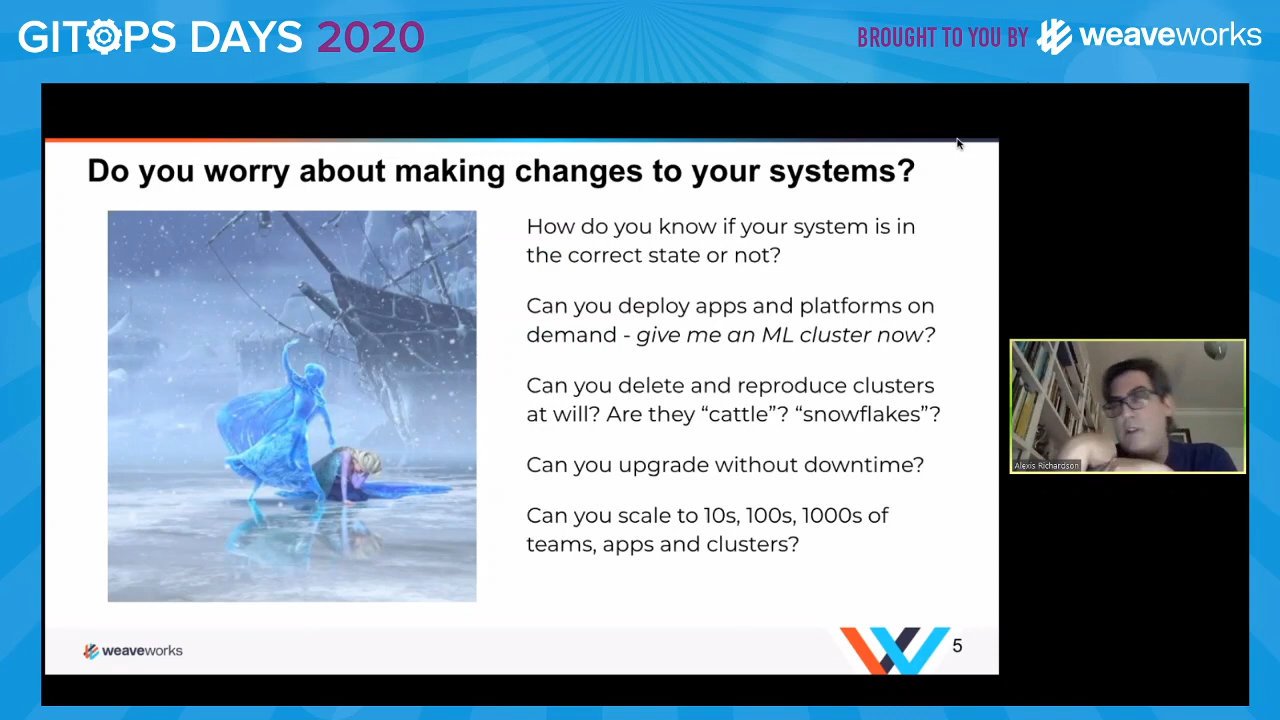 GITOPS DAYS 2020
BROUGHT TO YOU BY weaveworks
Do you worry about making changes to your systems?
How do you know if your system is in
the correct state or not?
Can you deploy apps and platforms on
demand - give me an ML cluster now?
Can you delete and reproduce clusters
at will? Are they “cattle”? “snowflakes”?
Can you upgrade without downtime?
Can you scale to 10s, 100s, 1000s of
teams, apps and clusters?
Alexis Richardson
weaveworks
5